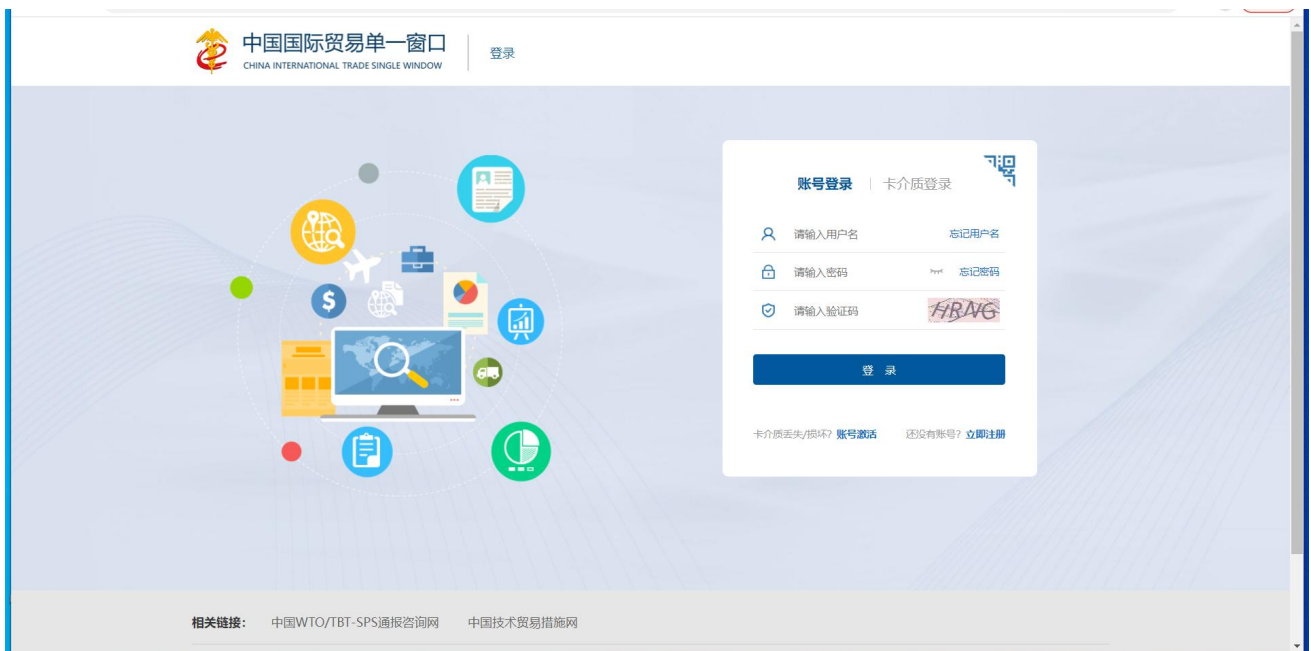 中国国际贸易单一窗口
CHINA INTERNATIONAL TRADE SINGLE WINDOW
登录
账号登录
卡介质登录
请输入用户名
忘记用户名
请输入密码
忘记密码
请输入验证码
HRNG
登 录
卡介质丢失/损坏? 账号激活
还没有账号? 立即注册
相关链接:
中国WTO/TBT-SPS通报咨询网
中国技术贸易措施网